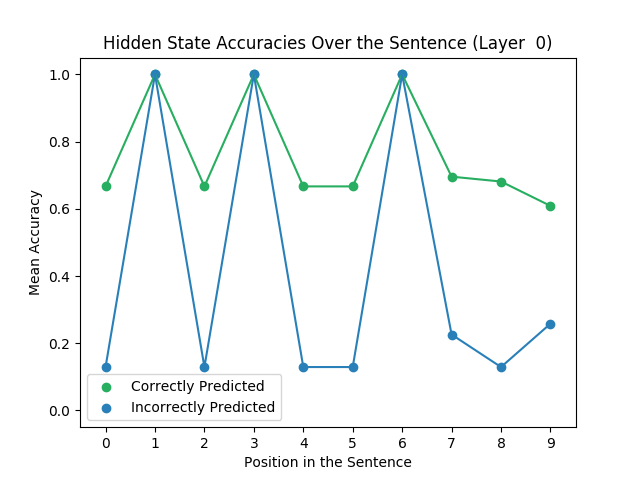 Hidden State Accuracies Over the Sentence (Layer  0)
Mean Accuracy
1.0
0.8
0.6
0.4
0.2
0.0
Correctly Predicted
Incorrectly Predicted
0 1 2 3 4 5 6 7 8 9
Position in the Sentence